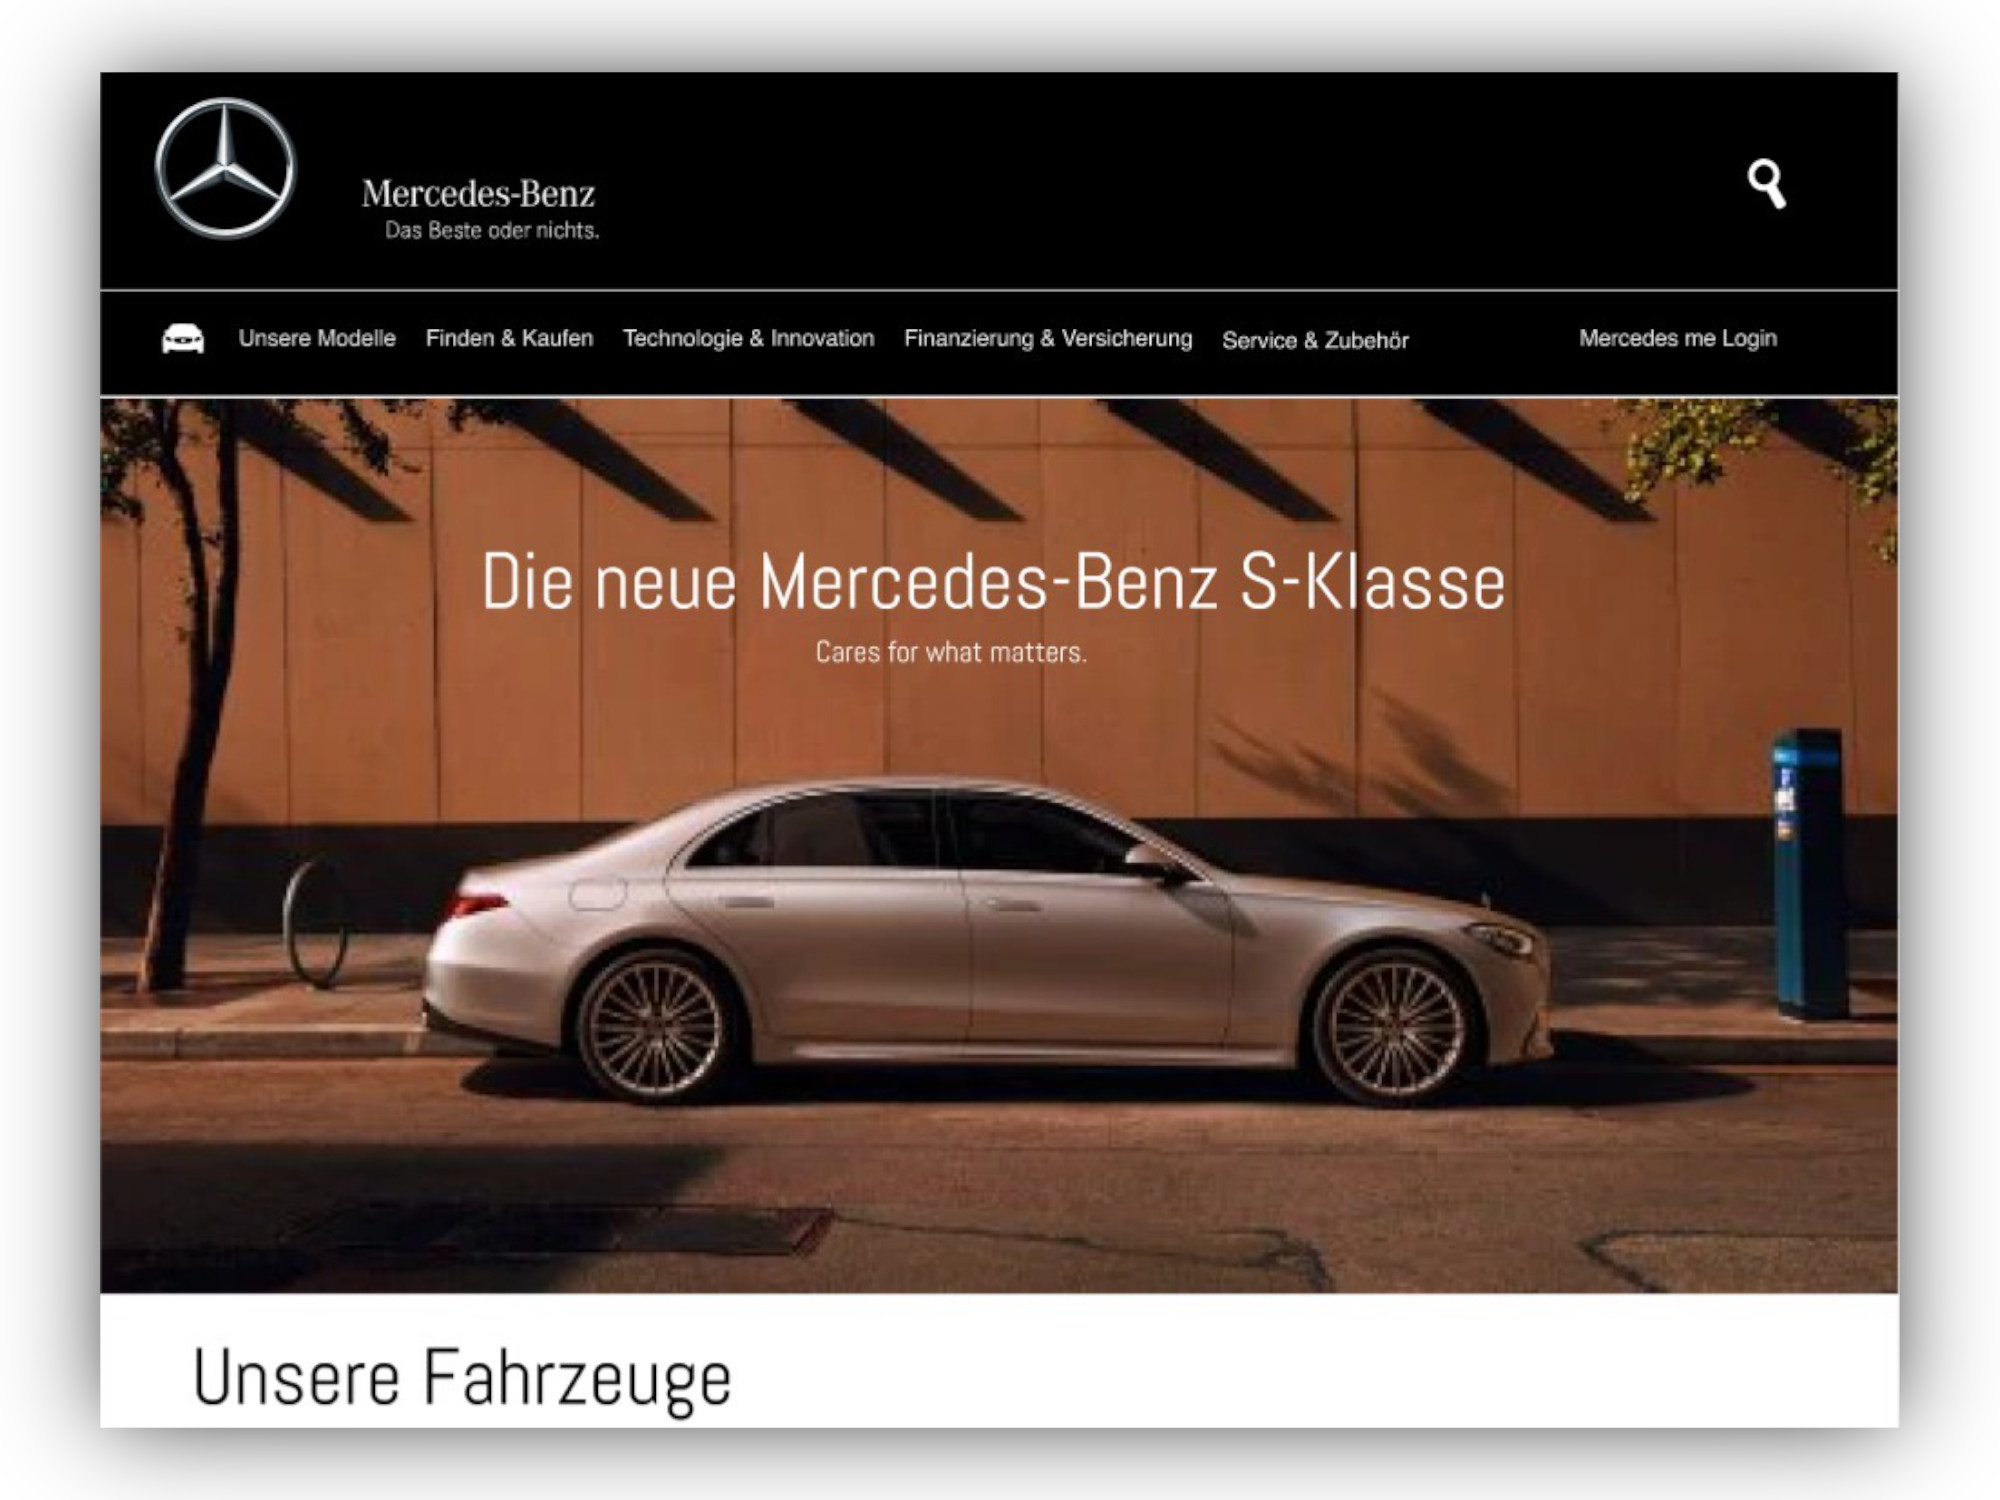 Mercedes-Benz
Das Beste oder nichts.
Unsere Modelle Finden & Kaufen Technologie & Innovation Finanzierung & Versicherung Service & Zubehör Mercedes me Login
Die neue Mercedes-Benz S-Klasse
Cares for what matters.
Unsere Fahrzeuge